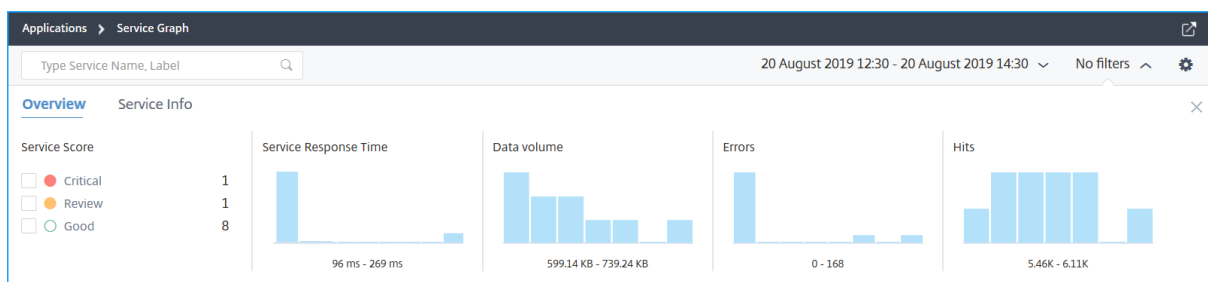 Applications > Service Graph
Type Service Name, Label
20 August 2019 12:30 - 20 August 2019 14:30 No filters
Overview Service Info
Service Score Service Response Time Data volume Errors Hits
Critical 1
Review 1
Good 8
96 ms - 269 ms 599.14 KB - 739.24 KB 0 - 168 5.46K - 6.11K